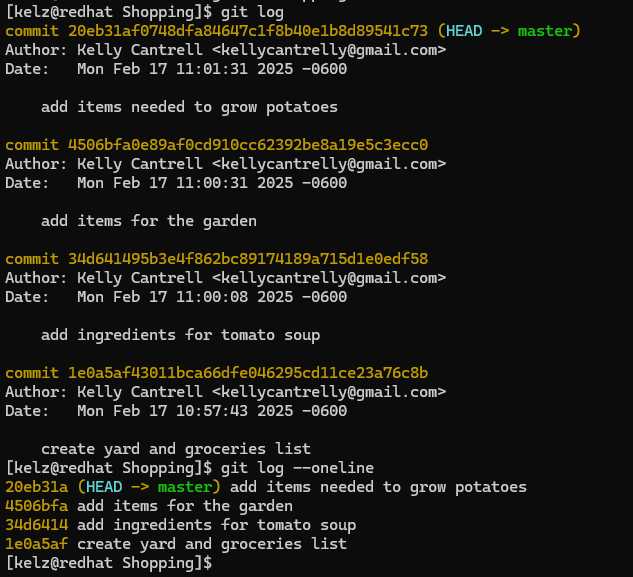 [kelz@redhat Shopping]$ git log
commit 20eb31af0748dfa84647c1f8b40e1b8d89541c73 (HEAD -> master)
Author: Kelly Cantrell <kellycantrelly@gmail.com>
Date:   Mon Feb 17 11:01:31 2025 -0600

    add items needed to grow potatoes

commit 4506bfa0e89af0cd910cc62392be8a19e5c3ecc0
Author: Kelly Cantrell <kellycantrelly@gmail.com>
Date:   Mon Feb 17 11:00:31 2025 -0600

    add items for the garden

commit 34d641495b3e4f862bc89174189a715d1e0edf58
Author: Kelly Cantrell <kellycantrelly@gmail.com>
Date:   Mon Feb 17 11:00:08 2025 -0600

    add ingredients for tomato soup

commit 1e0a5af43011bca66dfe046295cd11ce23a76c8b
Author: Kelly Cantrell <kellycantrelly@gmail.com>
Date:   Mon Feb 17 10:57:43 2025 -0600

    create yard and groceries list
[kelz@redhat Shopping]$ git log --oneline
20eb31a (HEAD -> master) add items needed to grow potatoes
4506bfa add items for the garden
34d6414 add ingredients for tomato soup
1e0a5af create yard and groceries list
[kelz@redhat Shopping]$